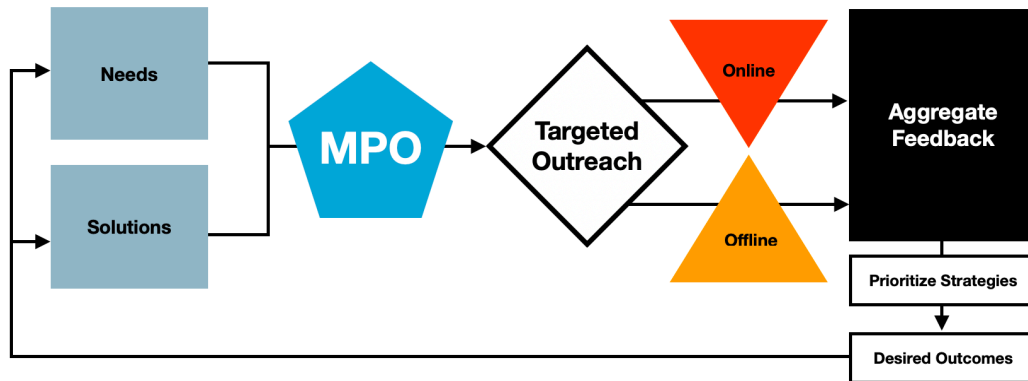 Needs
Solutions
MPO
Targeted
Outreach
Online
Offline
Aggregate
Feedback
Prioritize Strategies
Desired Outcomes